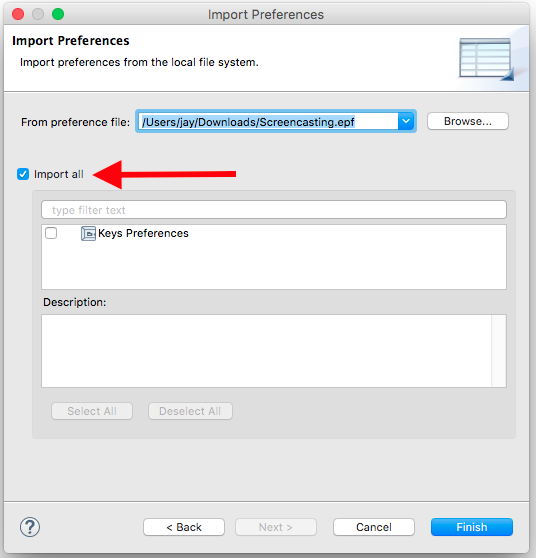 Import Preferences
Import Preferences
Import preferences from the local file system.
From preference file: /Users/jay/Downloads/Screencasting.epf Browse...
Import all
type filter text
Keys Preferences
Description:
Select All Deselect All
? < Back Next > Cancel Finish